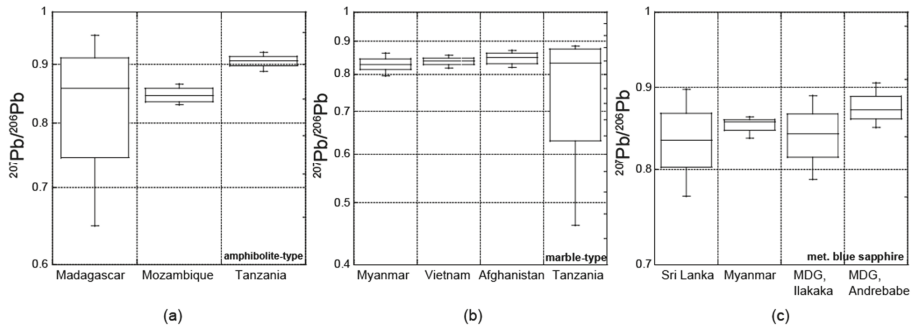 1
0.9
0.8
0.7
0.6
207Pb/206Pb
amphibolite-type
Madagascar Mozambique Tanzania
(a)
1
0.9
0.8
0.7
0.6
0.5
0.4
207Pb/206Pb
marble-type
Myanmar Vietnam Afghanistan Tanzania
(b)
1
0.9
0.8
0.7
207Pb/206Pb
met. blue sapphire
Sri Lanka Myanmar MDG, Ilakaka MDG, Andrebabe
(c)